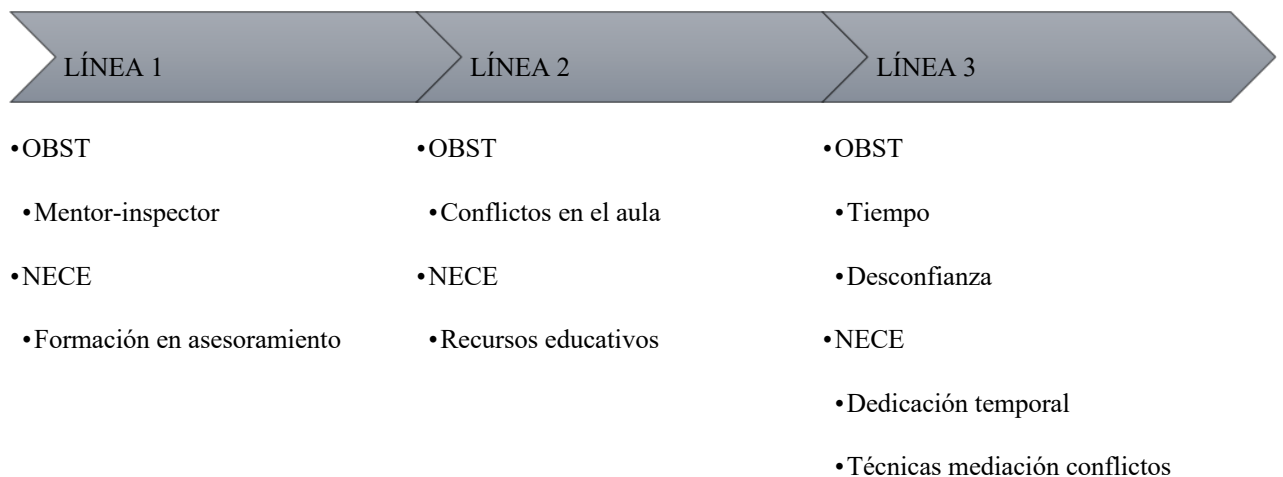 LÍNEA 1
•OBST
•Mentor-inspector
•NECE
•Formación en asesoramiento
LÍNEA 2
•OBST
•Conflictos en el aula
•NECE
•Recursos educativos
LÍNEA 3
•OBST
•Tiempo
•Desconfianza
•NECE
•Dedicación temporal
•Técnicas mediación conflictos